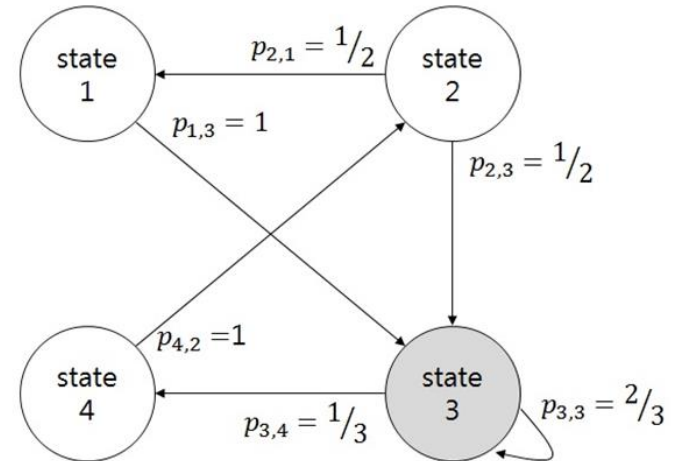 state
1
p2,1 = 1/2
state
2
p1,3 = 1
p2,3 = 1/2
p4,2 =1
state
4
p3,4 = 1/3
state
3
p3,3 = 2/3